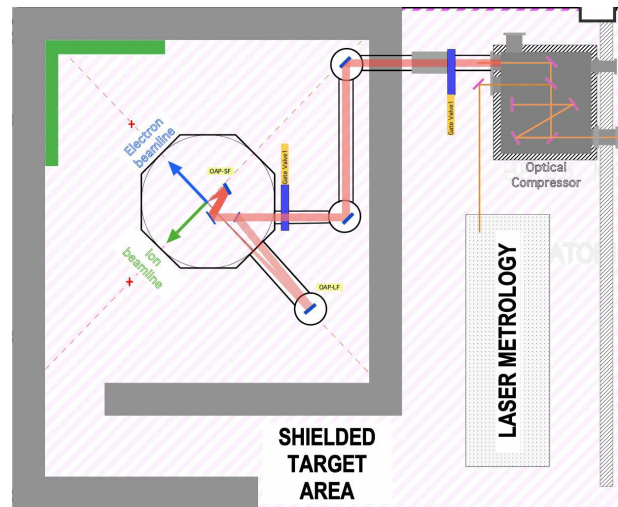 Gate Valve1
Optical
Compressor
Electron
beamline
OAP-SF
Gate Valve1
Ion
beamline
OAP-LF
LASER METROLOGY
SHIELDED
TARGET
AREA